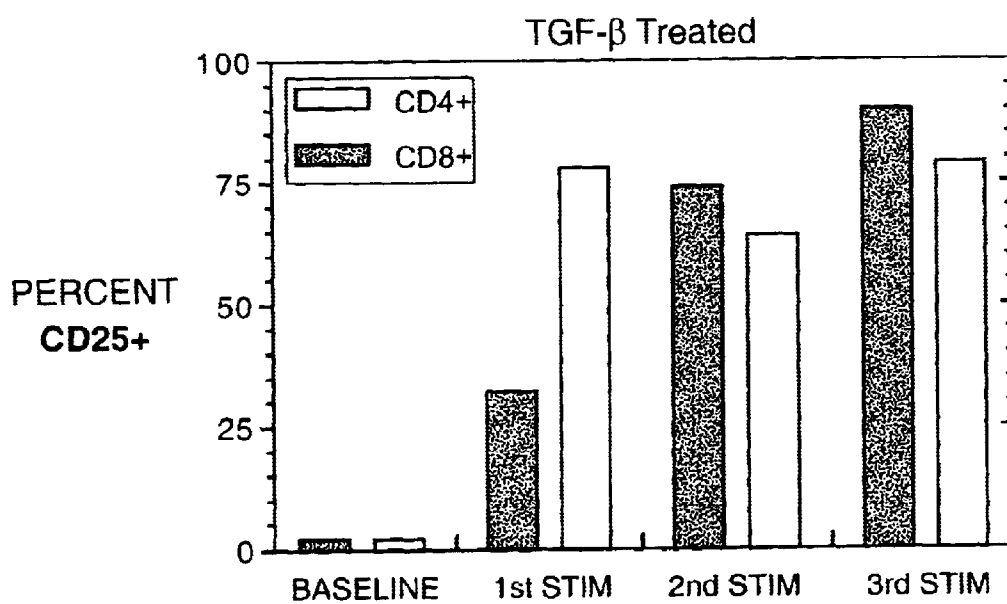 TGF-β Treated
100
CD4+
CD8+
75
PERCENT
CD25+
50
25
0
BASELINE 1st STIM 2nd STIM 3rd STIM